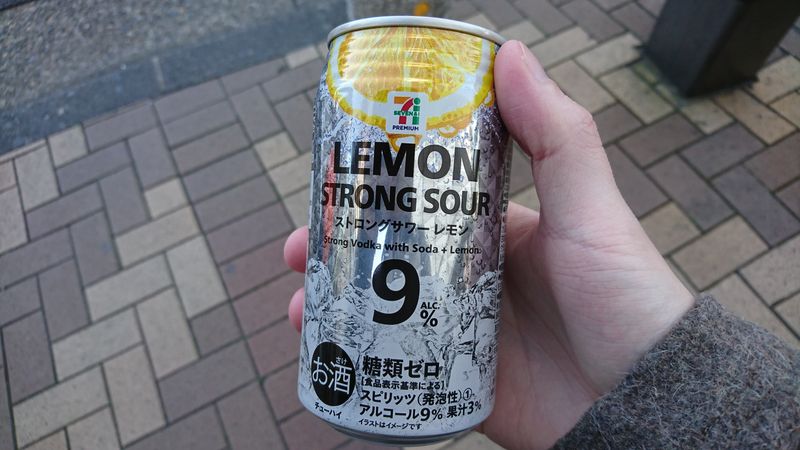 7i
SEVEN&i
PREMIUM
LEMON
STRONG SOUR
ストロングサワー レモン
Strong Vodka with Soda + Lemon
9 ALC. %
お酒
さけ
チューハイ
糖類ゼロ
[食品表示基準による]
スピリッツ(発泡性)①
アルコール9% 果汁3%
イラストはイメージです